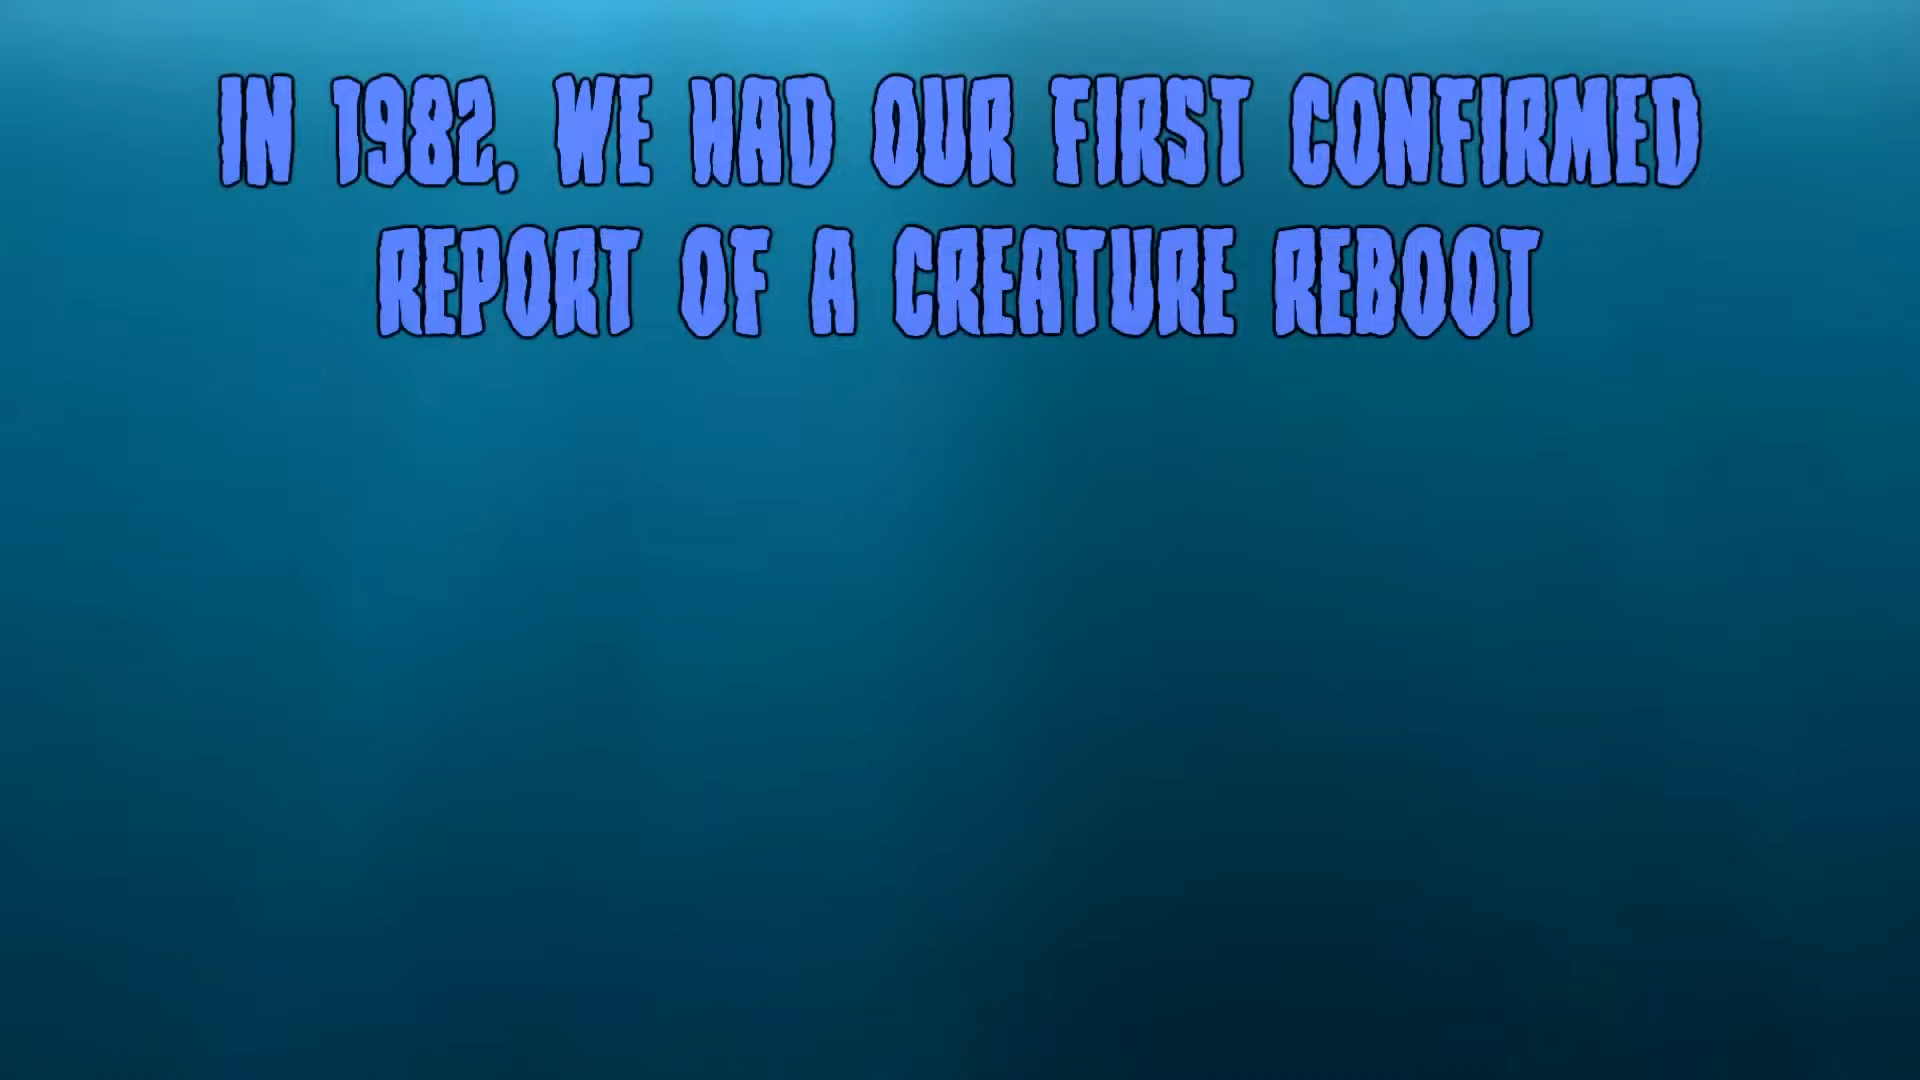 IN 1982, WE HAD OUR FIRST CONFIRMED
REPORT OF A CREATURE REBOOT